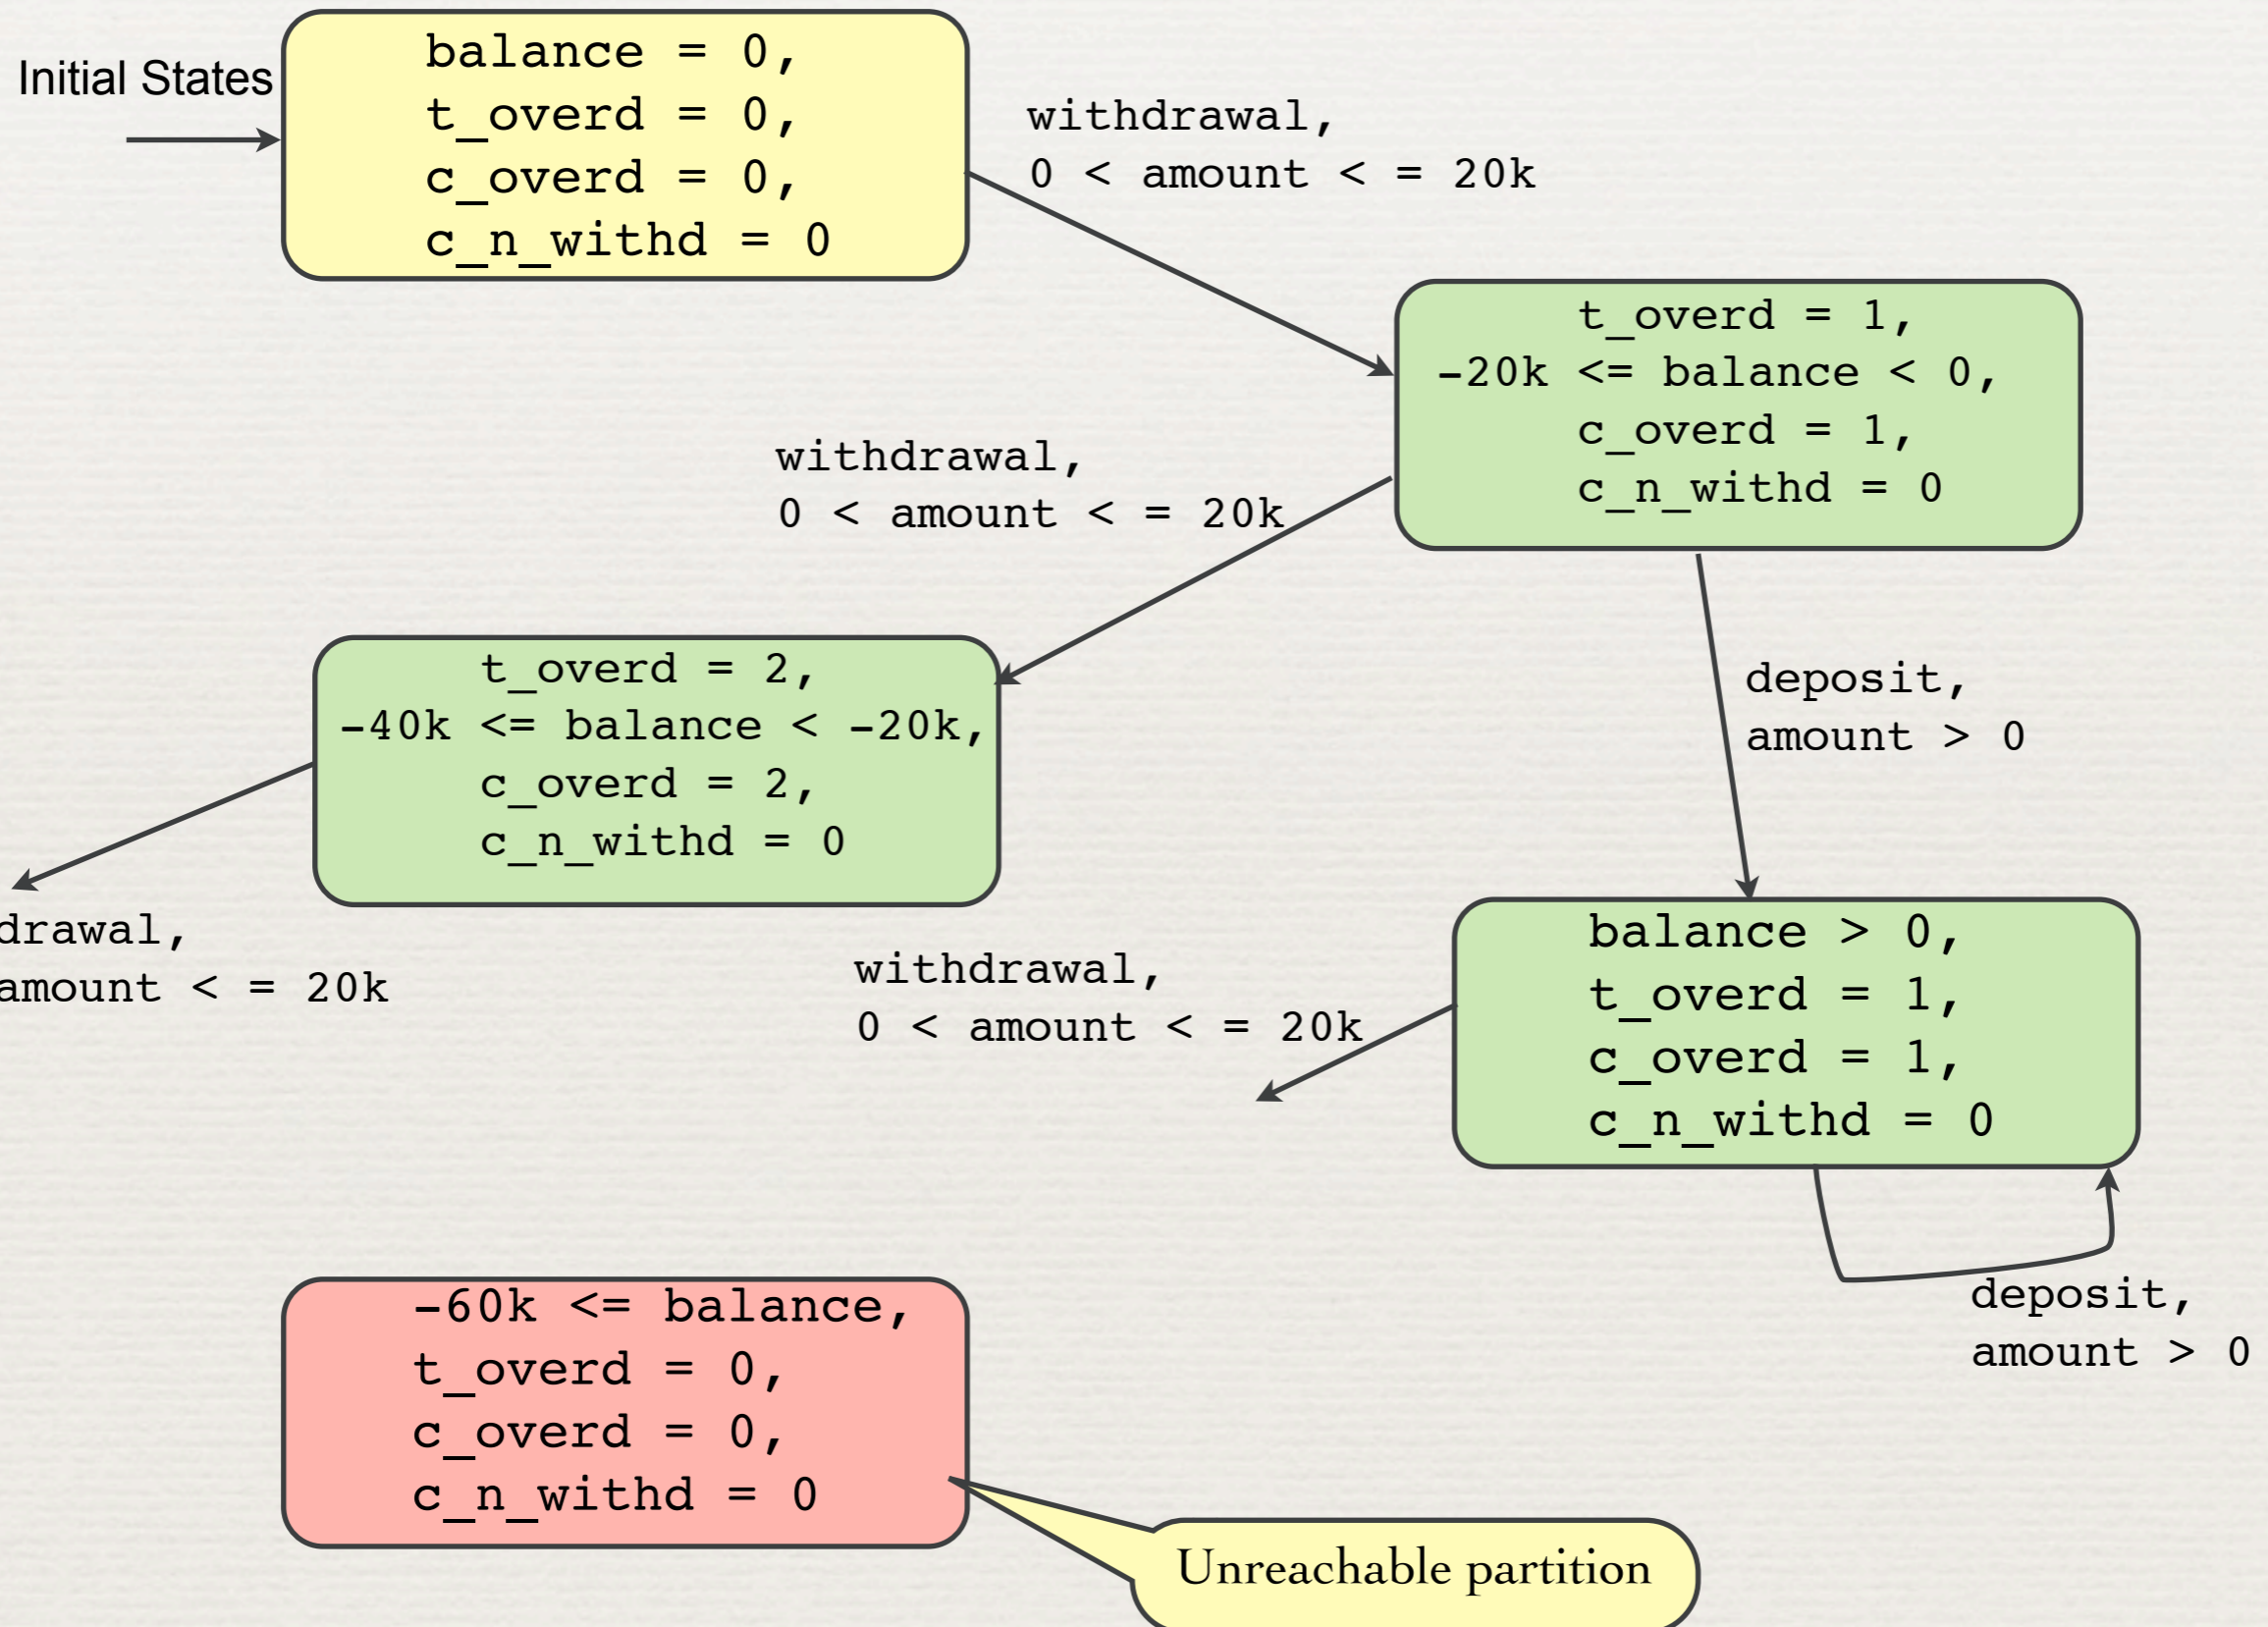 Initial States
balance = 0,
t_overd = 0,
c_overd = 0,
c_n_withd = 0
withdrawal,
0 < amount < = 20k
t_overd = 1,
-20k <= balance < 0,
c_overd = 1,
c_n_withd = 0
withdrawal,
0 < amount < = 20k
t_overd = 2,
-40k <= balance < -20k,
c_overd = 2,
c_n_withd = 0
deposit,
amount > 0
drawal,
amount < = 20k
withdrawal,
0 < amount < = 20k
balance > 0,
t_overd = 1,
c_overd = 1,
c_n_withd = 0
deposit,
amount > 0
-60k <= balance,
t_overd = 0,
c_overd = 0,
c_n_withd = 0
Unreachable partition